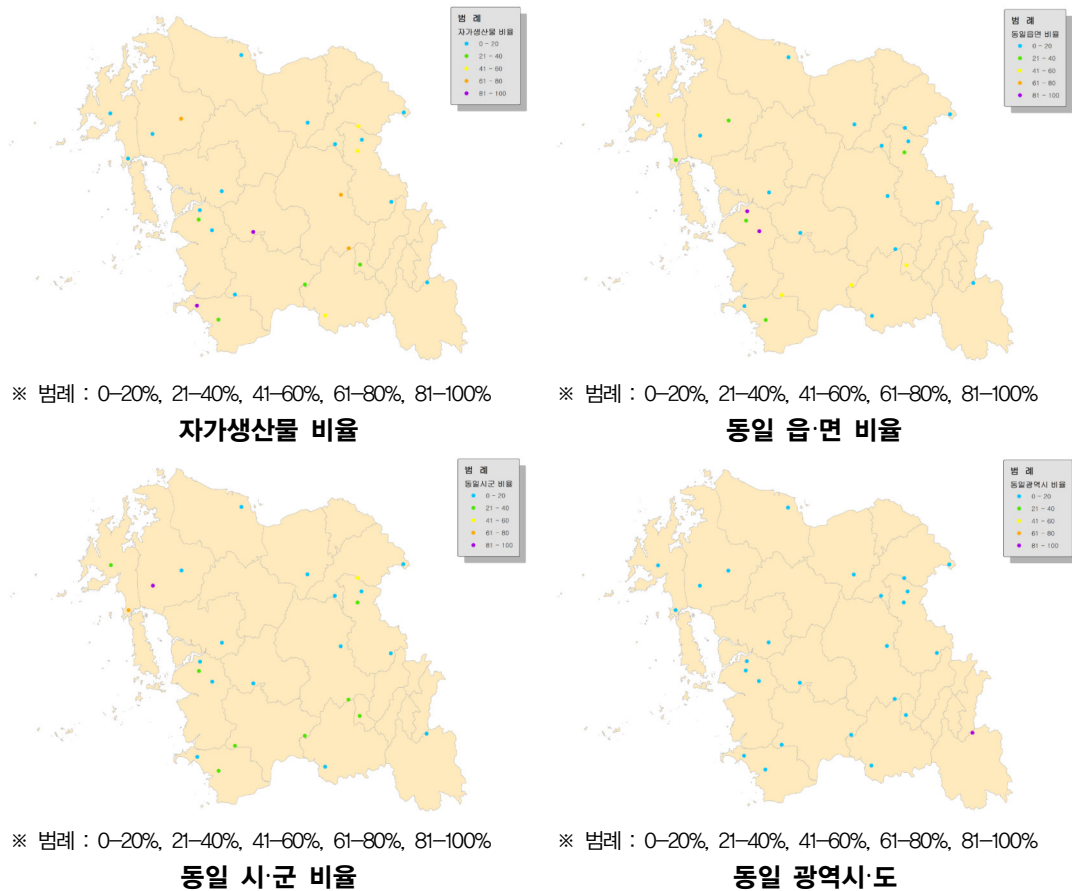 범 례
자가생산물 비율
0 - 20
21 - 40
41 - 60
61 - 80
81 - 100
※ 범례 : 0–20%, 21–40%, 41–60%, 61–80%, 81–100%
자가생산물 비율
범 례
동일읍면 비율
0 - 20
21 - 40
41 - 60
61 - 80
81 - 100
※ 범례 : 0–20%, 21–40%, 41–60%, 61–80%, 81–100%
동일 읍·면 비율
범 례
동일시군 비율
0 - 20
21 - 40
41 - 60
61 - 80
81 - 100
※ 범례 : 0–20%, 21–40%, 41–60%, 61–80%, 81–100%
동일 시·군 비율
범 례
동일광역시 비율
0 - 20
21 - 40
41 - 60
61 - 80
81 - 100
※ 범례 : 0–20%, 21–40%, 41–60%, 61–80%, 81–100%
동일 광역시·도